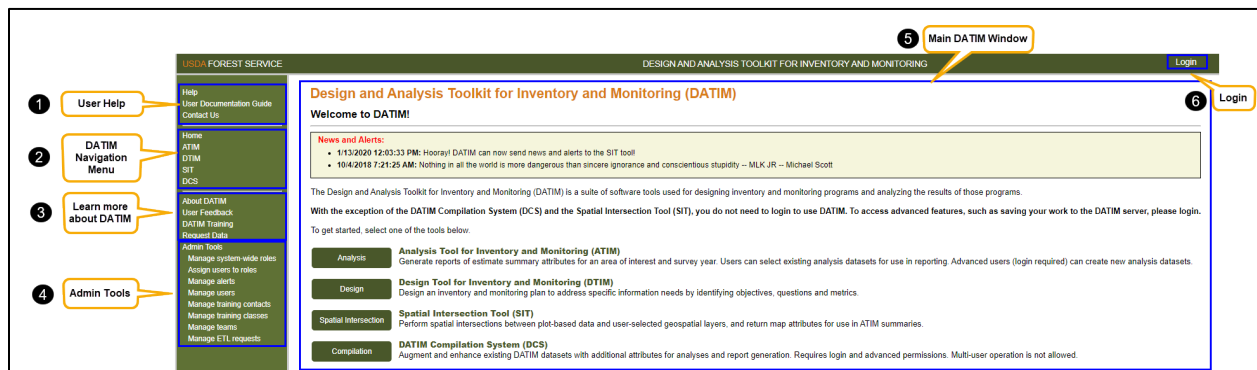 5 Main DATIM Window
USDA FOREST SERVICE DESIGN AND ANALYSIS TOOLKIT FOR INVENTORY AND MONITORING Login
6 Login
1 User Help
Help
User Documentation Guide
Contact Us
2 DATIM Navigation Menu
Home
ATIM
DTIM
SIT
DCS
3 Learn more about DATIM
About DATIM
User Feedback
DATIM Training
Request Data
4 Admin Tools
Admin Tools
Manage system-wide roles
Assign users to roles
Manage alerts
Manage users
Manage training contacts
Manage training classes
Manage teams
Manage ETL requests
Design and Analysis Toolkit for Inventory and Monitoring (DATIM)
Welcome to DATIM!
News and Alerts:
• 1/13/2020 12:03:33 PM: Hooray! DATIM can now send news and alerts to the SIT tool!
• 10/4/2018 7:21:25 AM: Nothing in all the world is more dangerous than sincere ignorance and conscientious stupidity -- MLK JR -- Michael Scott
The Design and Analysis Toolkit for Inventory and Monitoring (DATIM) is a suite of software tools used for designing inventory and monitoring programs and analyzing the results of those programs.
With the exception of the DATIM Compilation System (DCS) and the Spatial Intersection Tool (SIT), you do not need to login to use DATIM. To access advanced features, such as saving your work to the DATIM server, please login.
To get started, select one of the tools below.
Analysis
Analysis Tool for Inventory and Monitoring (ATIM)
Generate reports of estimate summary attributes for an area of interest and survey year. Users can select existing analysis datasets for use in reporting. Advanced users (login required) can create new analysis datasets.
Design
Design Tool for Inventory and Monitoring (DTIM)
Design an inventory and monitoring plan to address specific information needs by identifying objectives, questions and metrics.
Spatial Intersection
Spatial Intersection Tool (SIT)
Perform spatial intersections between plot-based data and user-selected geospatial layers, and return map attributes for use in ATIM summaries.
Compilation
DATIM Compilation System (DCS)
Augment and enhance existing DATIM datasets with additional attributes for analyses and report generation. Requires login and advanced permissions. Multi-user operation is not allowed.